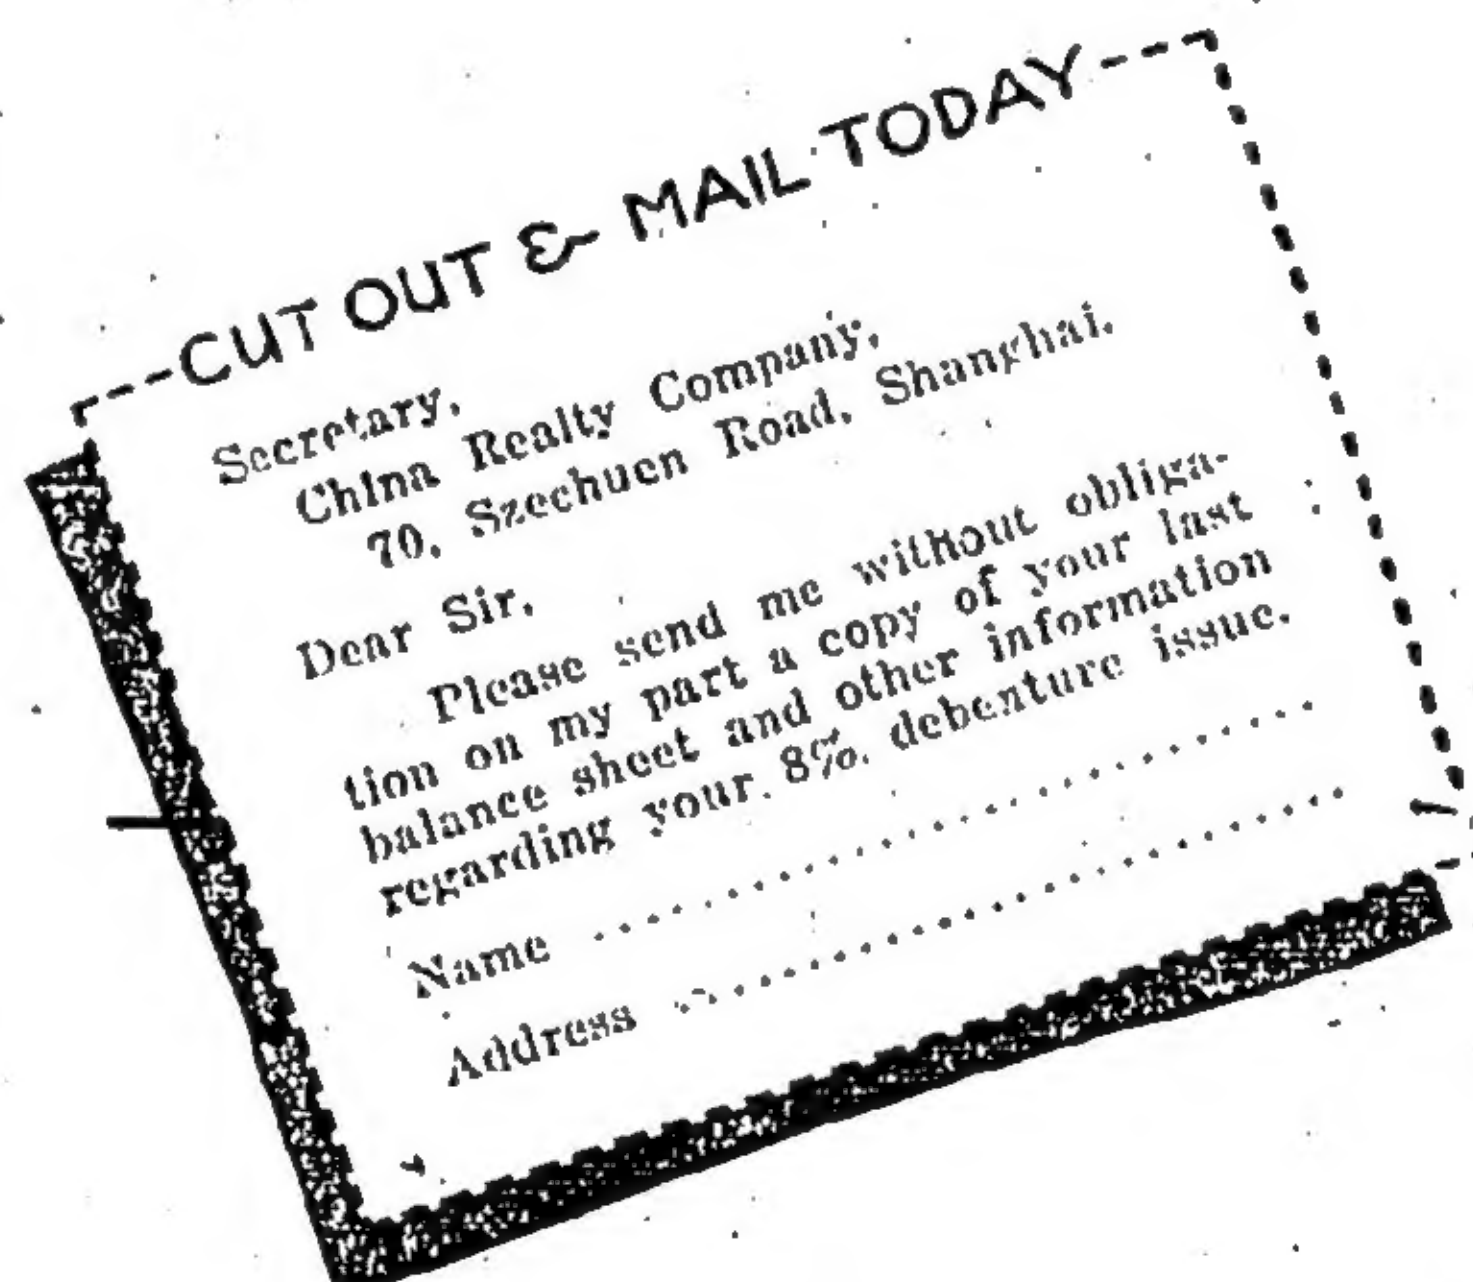 CUT OUT & MAIL TODAY
Secretary,
China Realty Company,
70, Szechuen Road, Shanghai.
Dear Sir,
Please send me without obliga-
tion on my part a copy of your last
balance sheet and other information
regarding your 8% debenture issue.
Name ............................
Address ............................